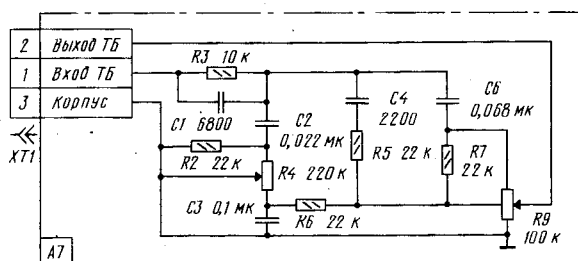 2 Выход ТБ
1 Вход ТБ
3 Корпус
ХТ1
R3 10 к
C1 6800
C2 0,022 мк
C4 2200
C6 0,068 мк
R2 22 к
R4 220 к
R5 22 к
R7 22 к
C3 0,1 мк
R6 22 к
R9 100 к
А7